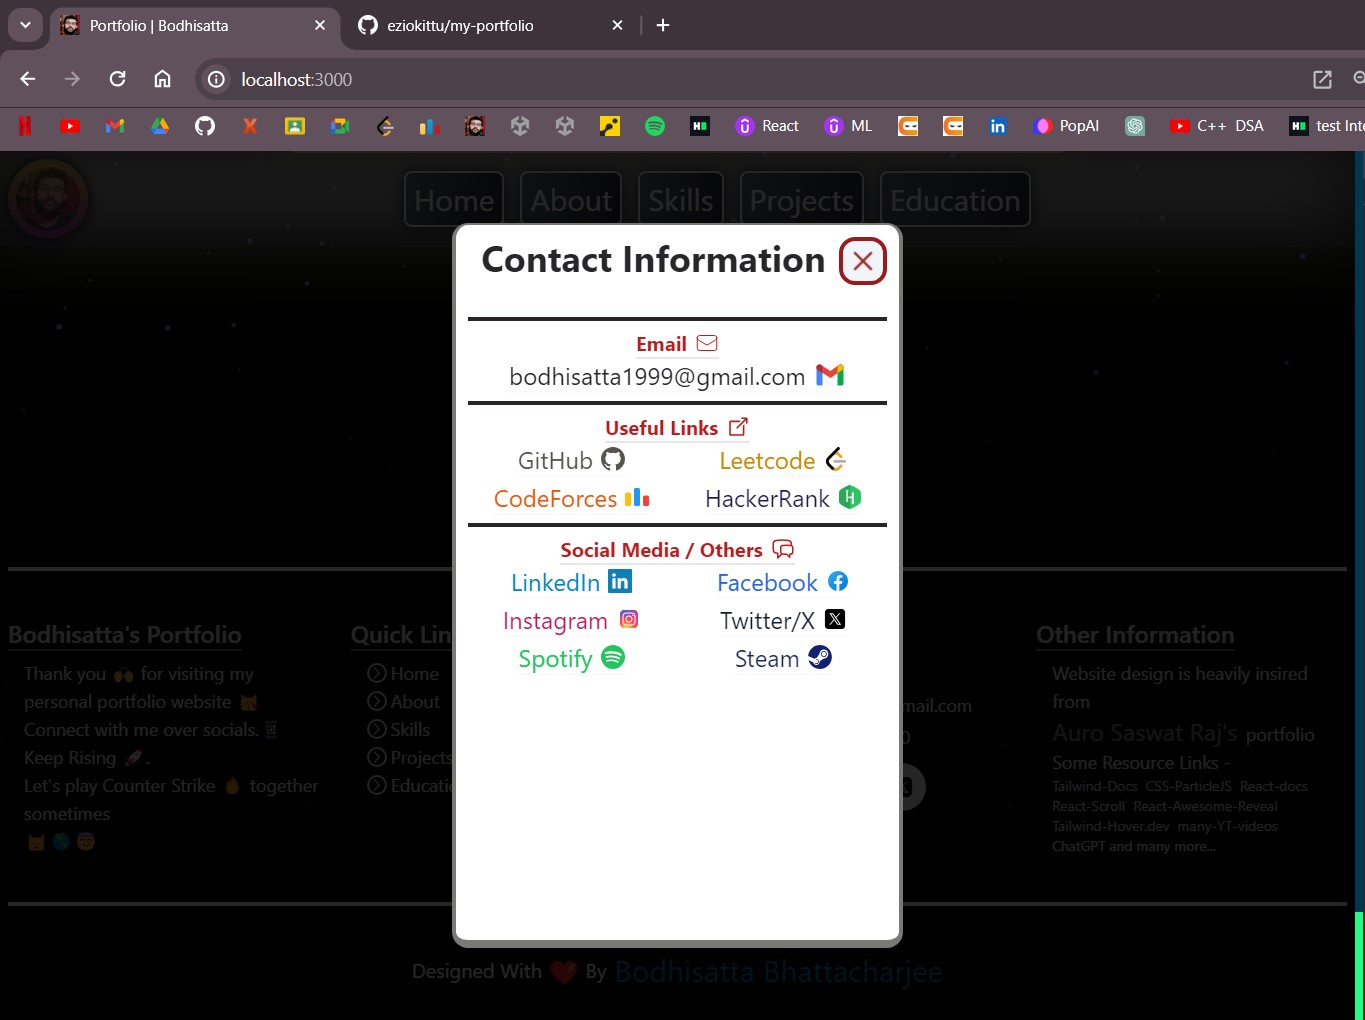 Portfolio | Bodhisatta
eziokittu/my-portfolio
localhost:3000
React ML PopAI C++ DSA test Inte
Home About Skills Projects Education
Contact Information
Email
bodhisatta1999@gmail.com
Useful Links
GitHub Leetcode
CodeForces HackerRank
Social Media / Others
LinkedIn Facebook
Instagram Twitter/X
Spotify Steam
Bodhisatta's Portfolio
Thank you 🙌 for visiting my
personal portfolio website
Connect with me over socials.
Keep Rising 🚀.
Let's play Counter Strike 🔥 together
sometimes
Quick Lin
Home
About
Skills
Projects
Educati
mail.com
0
Other Information
Website design is heavily insired
from
Auro Saswat Raj's portfolio
Some Resource Links -
Tailwind-Docs CSS-ParticleJS React-docs
React-Scroll React-Awesome-Reveal
Tailwind-Hover.dev many-YT-videos
ChatGPT and many more...
Designed With ❤️ By Bodhisatta Bhattacharjee